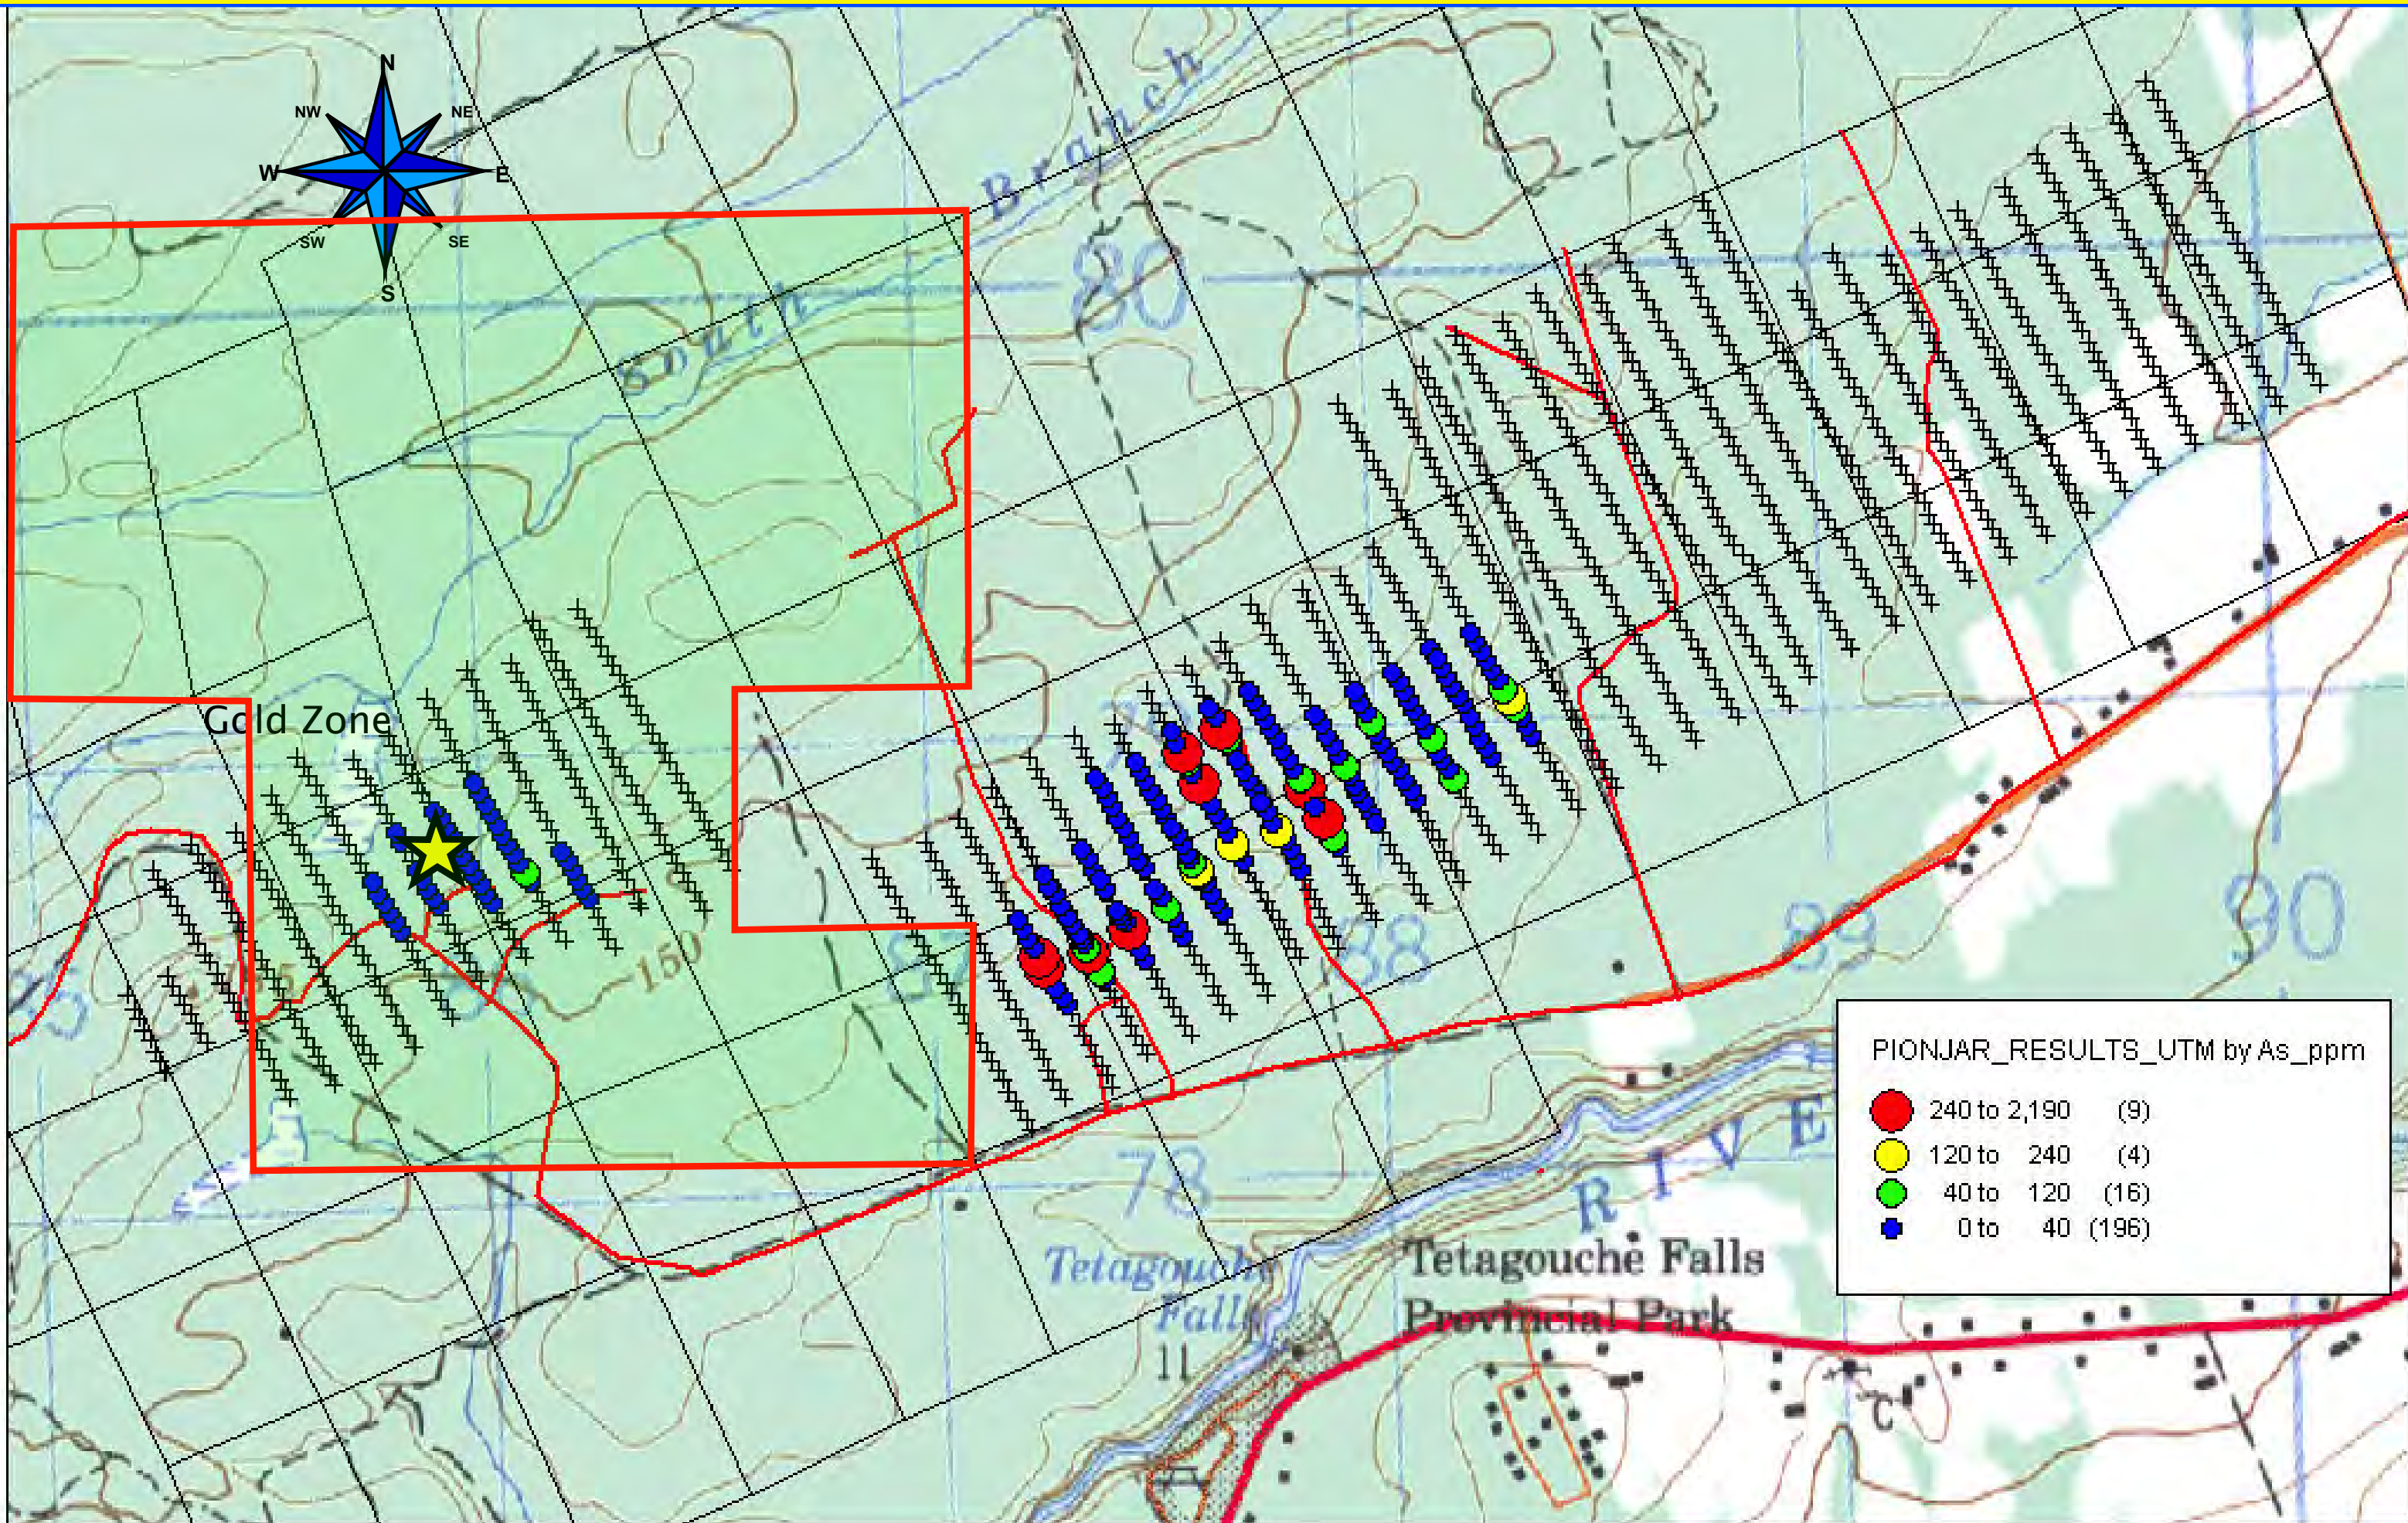 N
NW
NE
W
E
SW
SE
S
Branch
80
South
Gold Zone
87
88
89
90
150
78
RIVE
Tetagouche
Falls
11
Tetagouche Falls
Provincial Park
C
PIONJAR_RESULTS_UTM by As_ppm
240 to 2,190 (9)
120 to 240 (4)
40 to 120 (16)
0 to 40 (196)